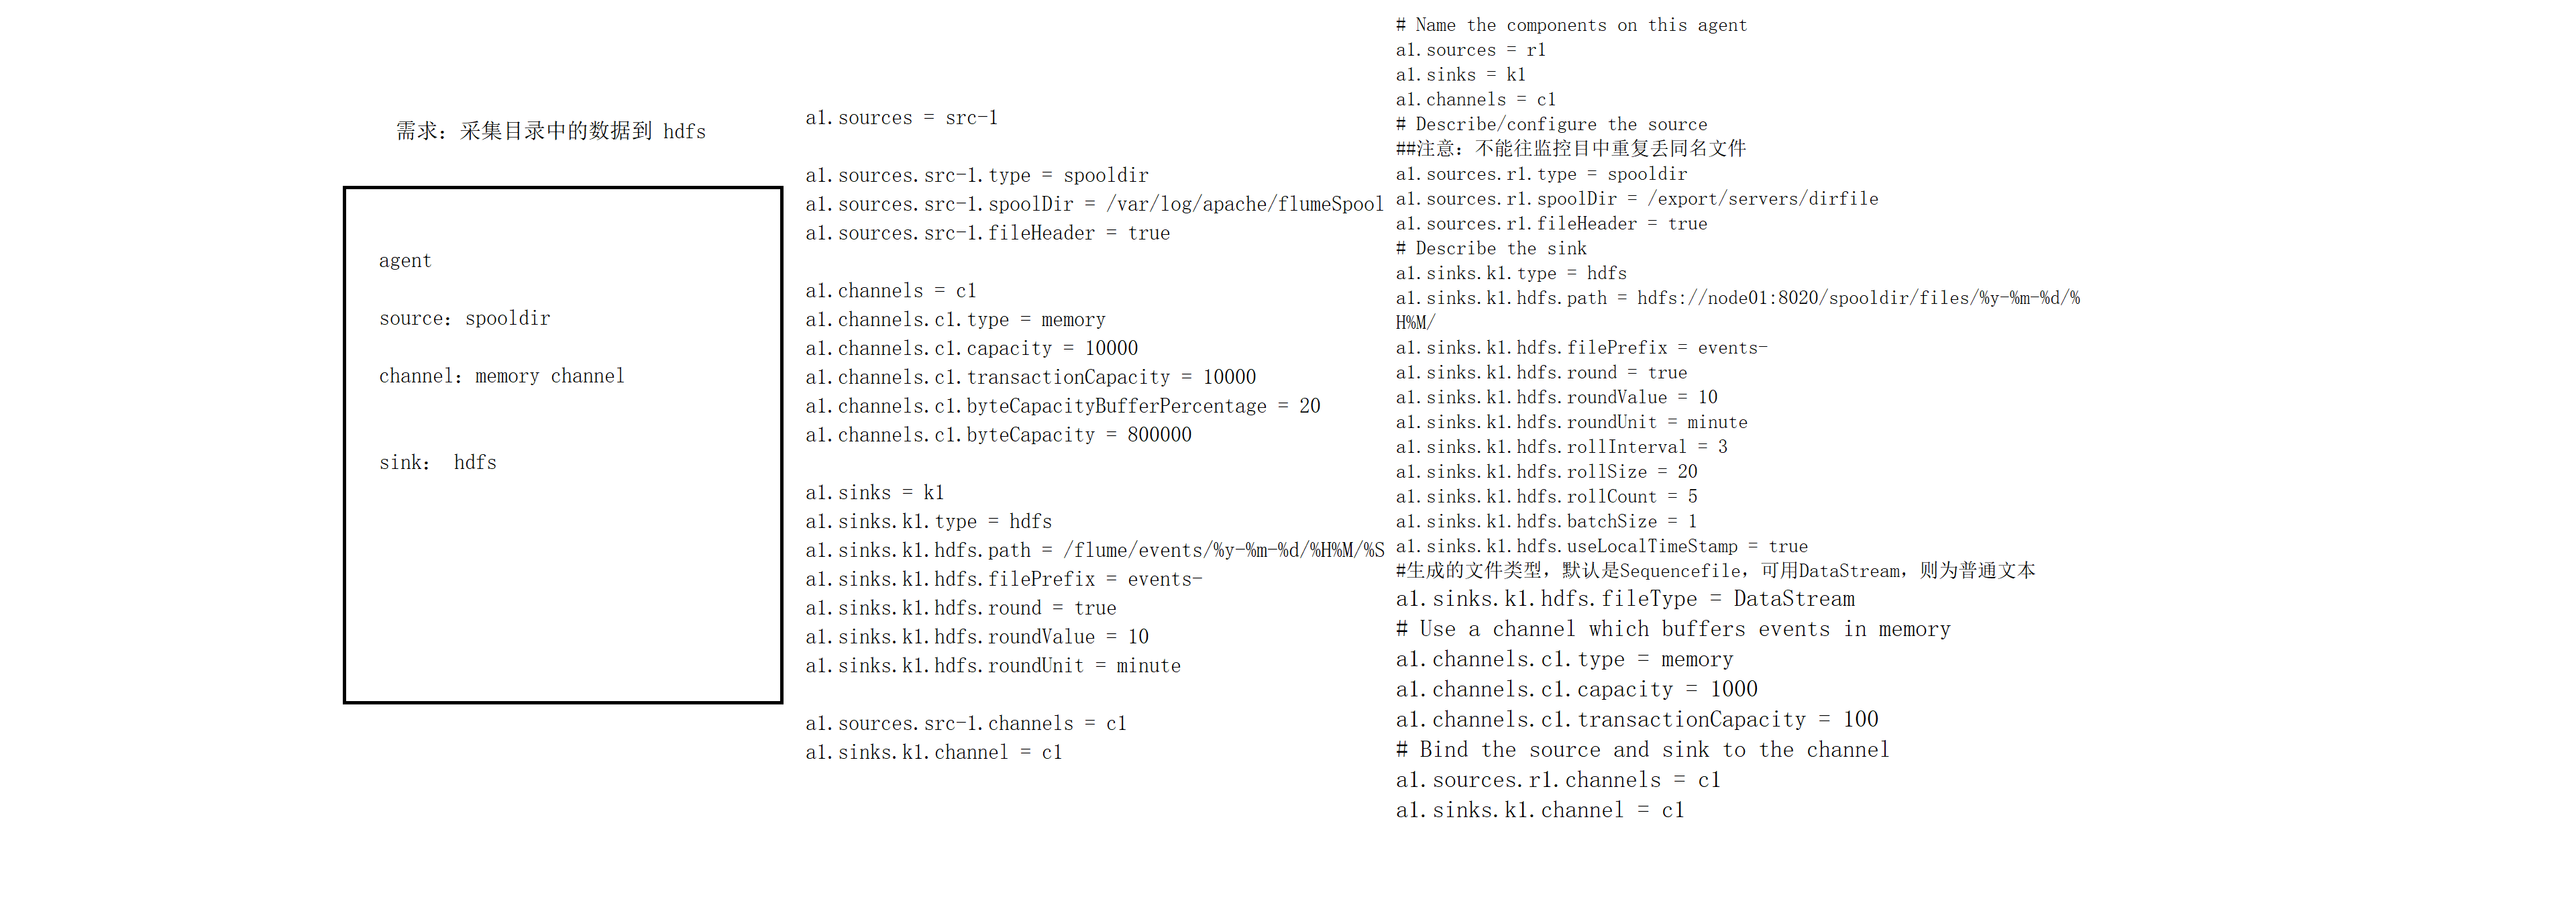 需求：采集目录中的数据到 hdfs
agent
source：spooldir
channel：memory channel
sink： hdfs
a1.sources = src-1
a1.sources.src-1.type = spooldir
a1.sources.src-1.spoolDir = /var/log/apache/flumeSpool
a1.sources.src-1.fileHeader = true
a1.channels = c1
a1.channels.c1.type = memory
a1.channels.c1.capacity = 10000
a1.channels.c1.transactionCapacity = 10000
a1.channels.c1.byteCapacityBufferPercentage = 20
a1.channels.c1.byteCapacity = 800000
a1.sinks = k1
a1.sinks.k1.type = hdfs
a1.sinks.k1.hdfs.path = /flume/events/%y-%m-%d/%H%M/%S
a1.sinks.k1.hdfs.filePrefix = events-
a1.sinks.k1.hdfs.round = true
a1.sinks.k1.hdfs.roundValue = 10
a1.sinks.k1.hdfs.roundUnit = minute
a1.sources.src-1.channels = c1
a1.sinks.k1.channel = c1
# Name the components on this agent
a1.sources = r1
a1.sinks = k1
a1.channels = c1
# Describe/configure the source
##注意：不能往监控目中重复丢同名文件
a1.sources.r1.type = spooldir
a1.sources.r1.spoolDir = /export/servers/dirfile
a1.sources.r1.fileHeader = true
# Describe the sink
a1.sinks.k1.type = hdfs
a1.sinks.k1.hdfs.path = hdfs://node01:8020/spooldir/files/%y-%m-%d/%
H%M/
a1.sinks.k1.hdfs.filePrefix = events-
a1.sinks.k1.hdfs.round = true
a1.sinks.k1.hdfs.roundValue = 10
a1.sinks.k1.hdfs.roundUnit = minute
a1.sinks.k1.hdfs.rollInterval = 3
a1.sinks.k1.hdfs.rollSize = 20
a1.sinks.k1.hdfs.rollCount = 5
a1.sinks.k1.hdfs.batchSize = 1
a1.sinks.k1.hdfs.useLocalTimeStamp = true
#生成的文件类型，默认是Sequencefile，可用DataStream，则为普通文本
a1.sinks.k1.hdfs.fileType = DataStream
# Use a channel which buffers events in memory
a1.channels.c1.type = memory
a1.channels.c1.capacity = 1000
a1.channels.c1.transactionCapacity = 100
# Bind the source and sink to the channel
a1.sources.r1.channels = c1
a1.sinks.k1.channel = c1